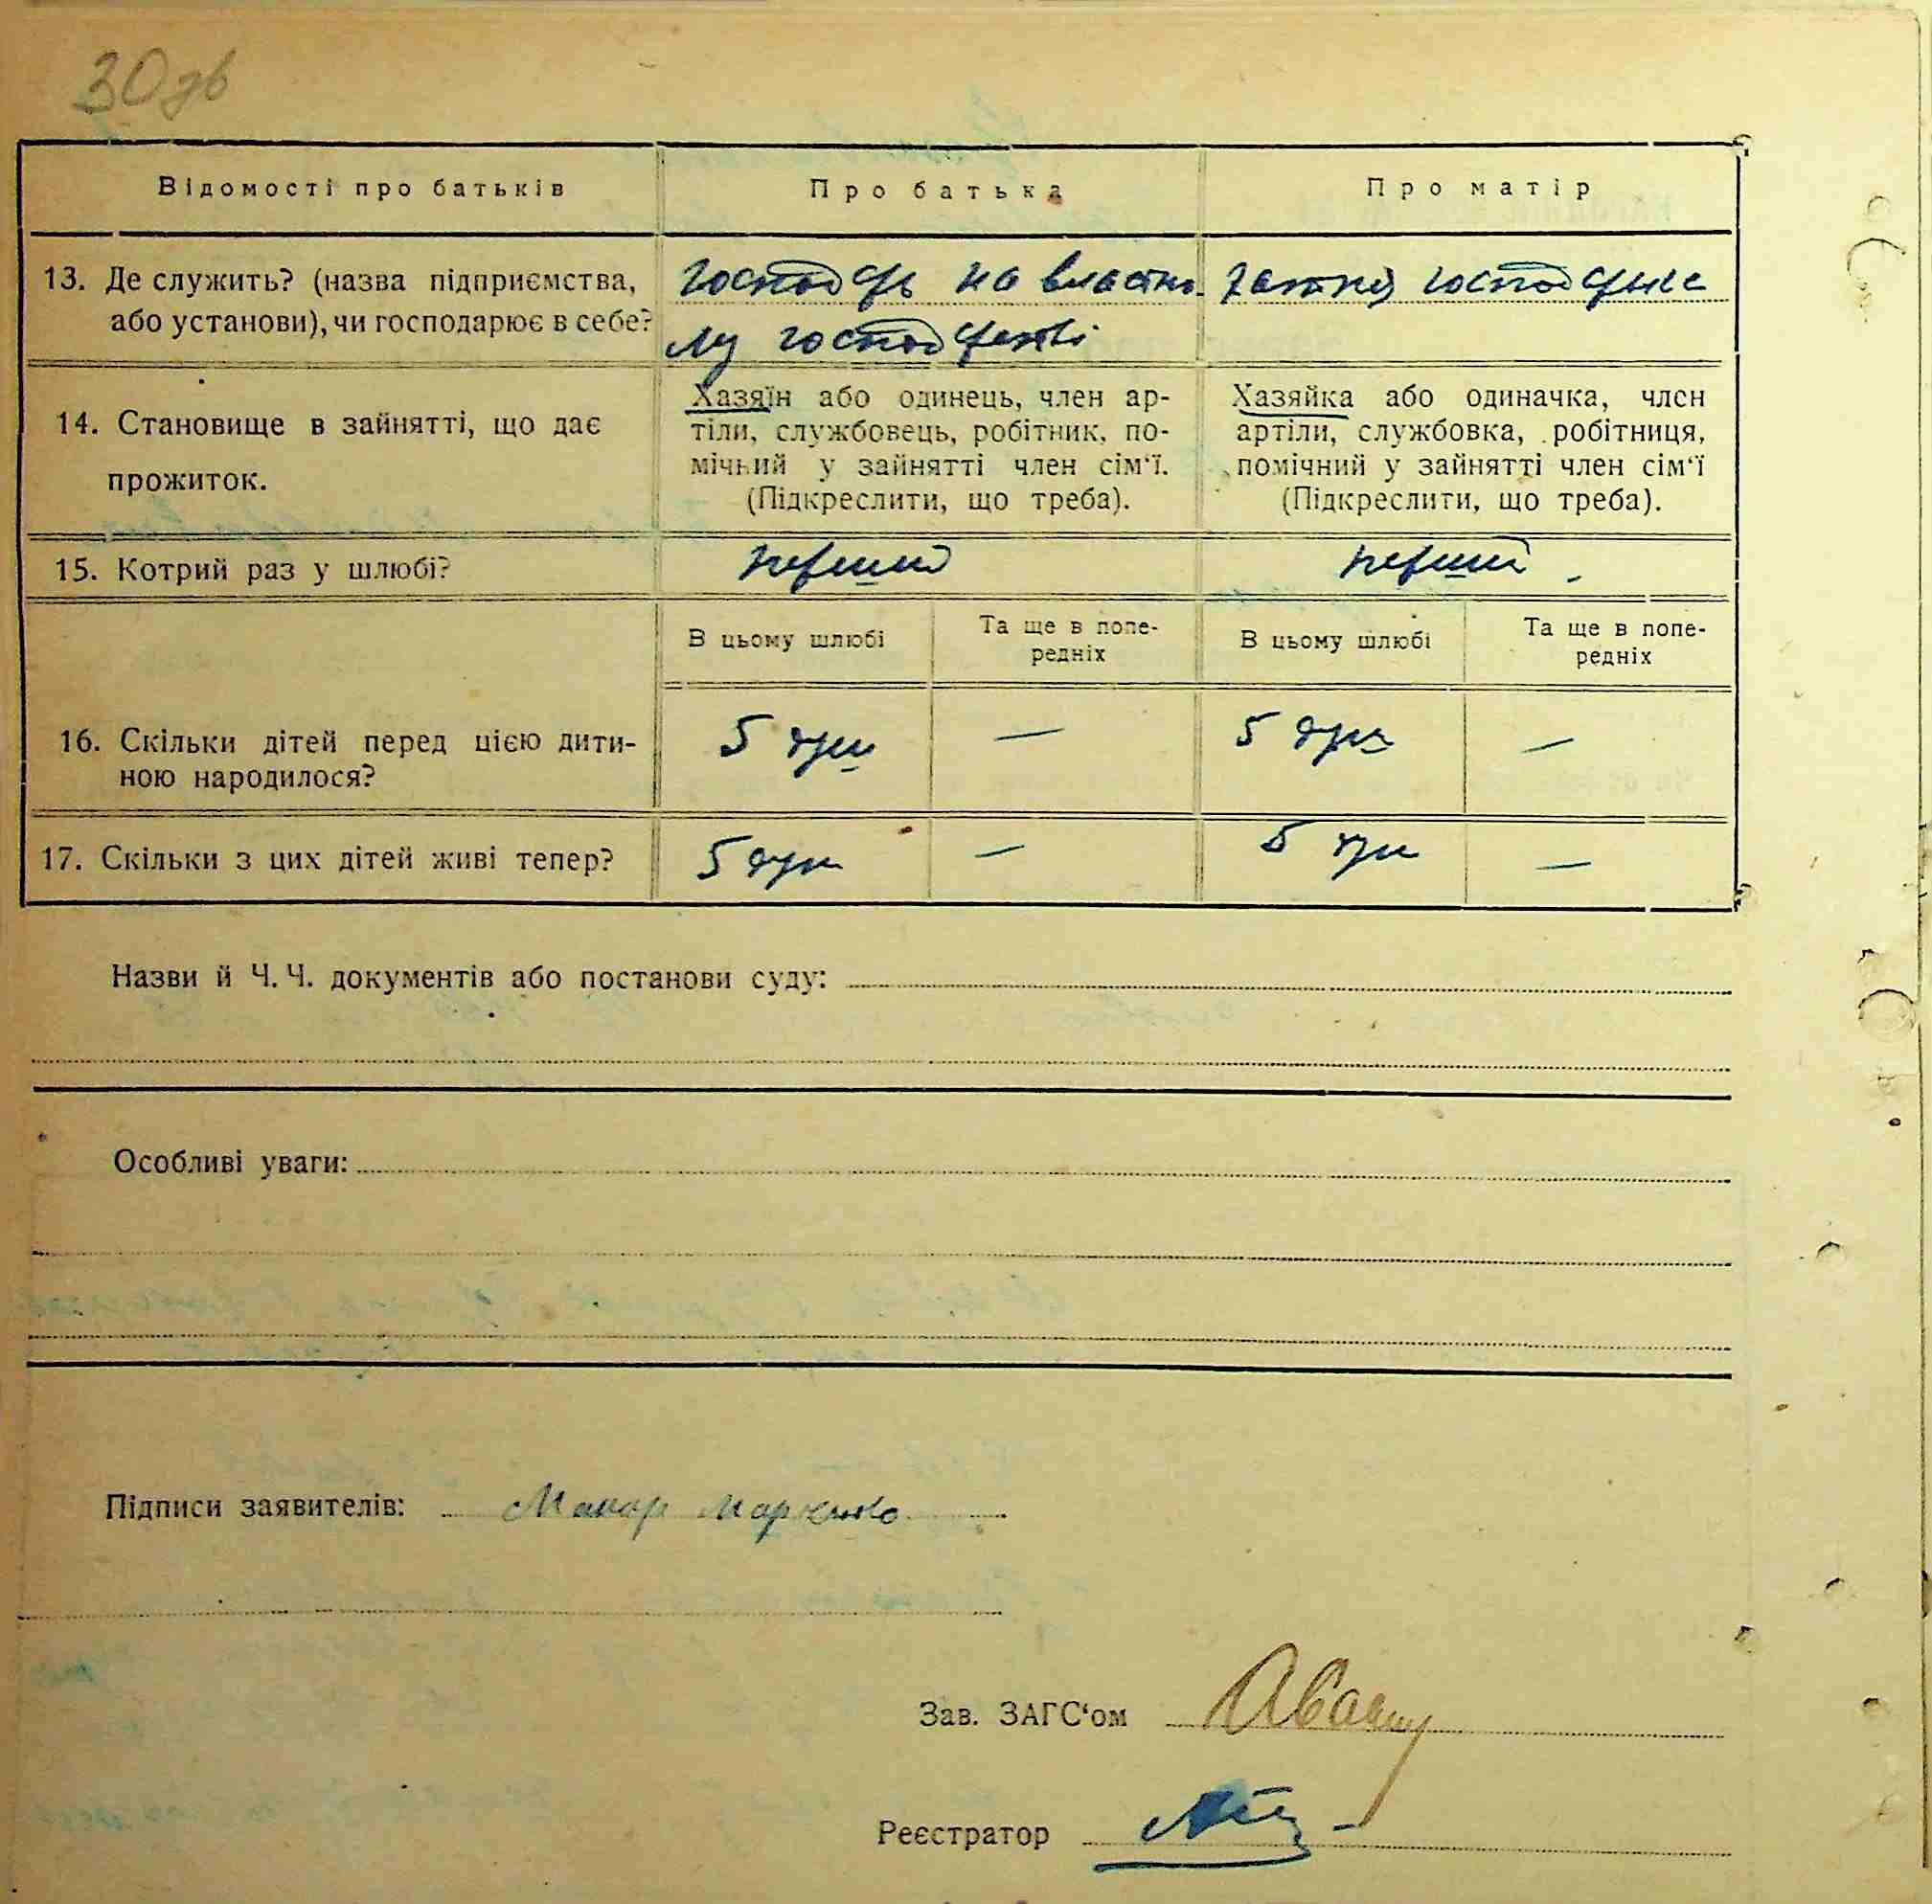 30 зв
Відомості про батьків
Про батька
Про матір
13. Де служить? (назва підприємства,
або установи), чи господарює в себе?
господарь на власно-
му господарстві
хатня господиня
14. Становище в зайнятті, що дає
прожиток.
Хазяїн або одинець, член ар-
тіли, службовець, робітник, по-
мічний у зайнятті член сім‘ї.
(Підкреслити, що треба).
Хазяйка або одиначка, член
артіли, службовка, робітниця,
помічний у зайнятті член сім‘ї
(Підкреслити, що треба).
15. Котрий раз у шлюбі?
перший
перший
В цьому шлюбі
Та ще в попе-
редніх
В цьому шлюбі
Та ще в попе-
редніх
16. Скільки дітей перед цією дити-
ною народилося?
5
—
5
—
17. Скільки з цих дітей живі тепер?
5
—
5
—
Назви й Ч. Ч. документів або постанови суду:
Особливі уваги:
Підписи заявителів: Макар Марченко
Зав. ЗАГС‘ом
Реєстратор